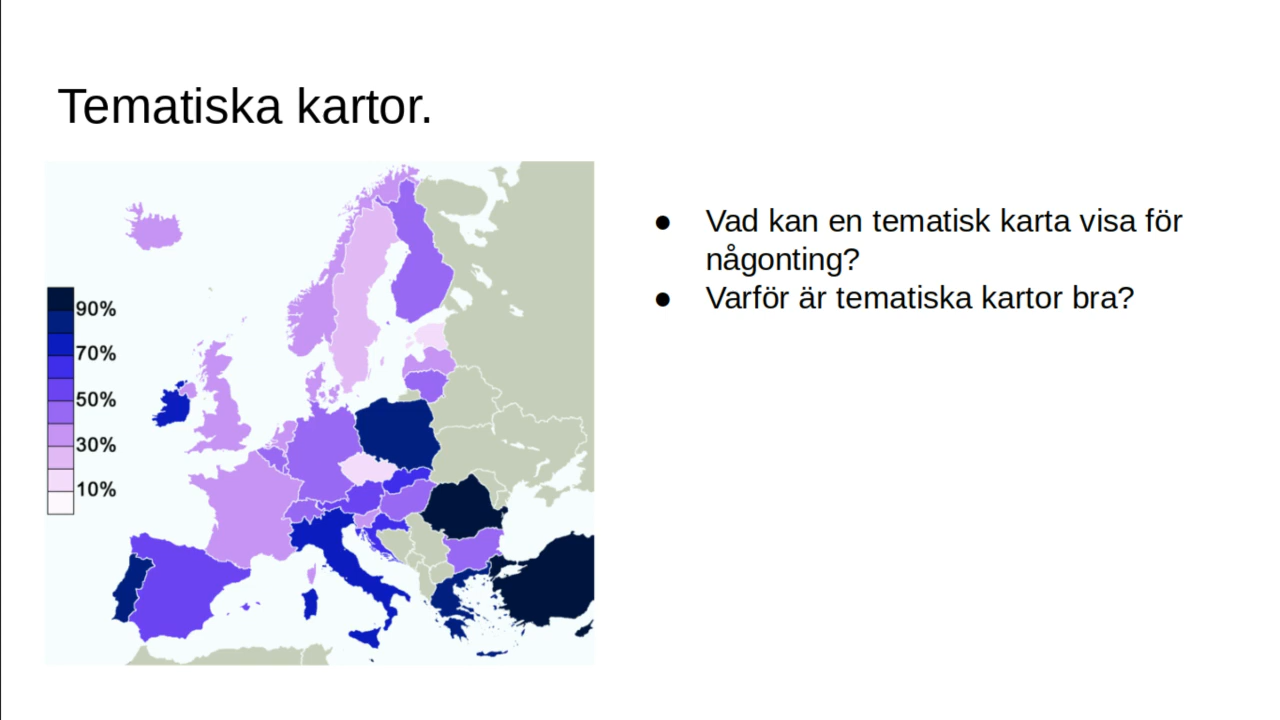 Tematiska kartor.
90%
70%
50%
30%
10%
● Vad kan en tematisk karta visa för
någonting?
● Varför är tematiska kartor bra?